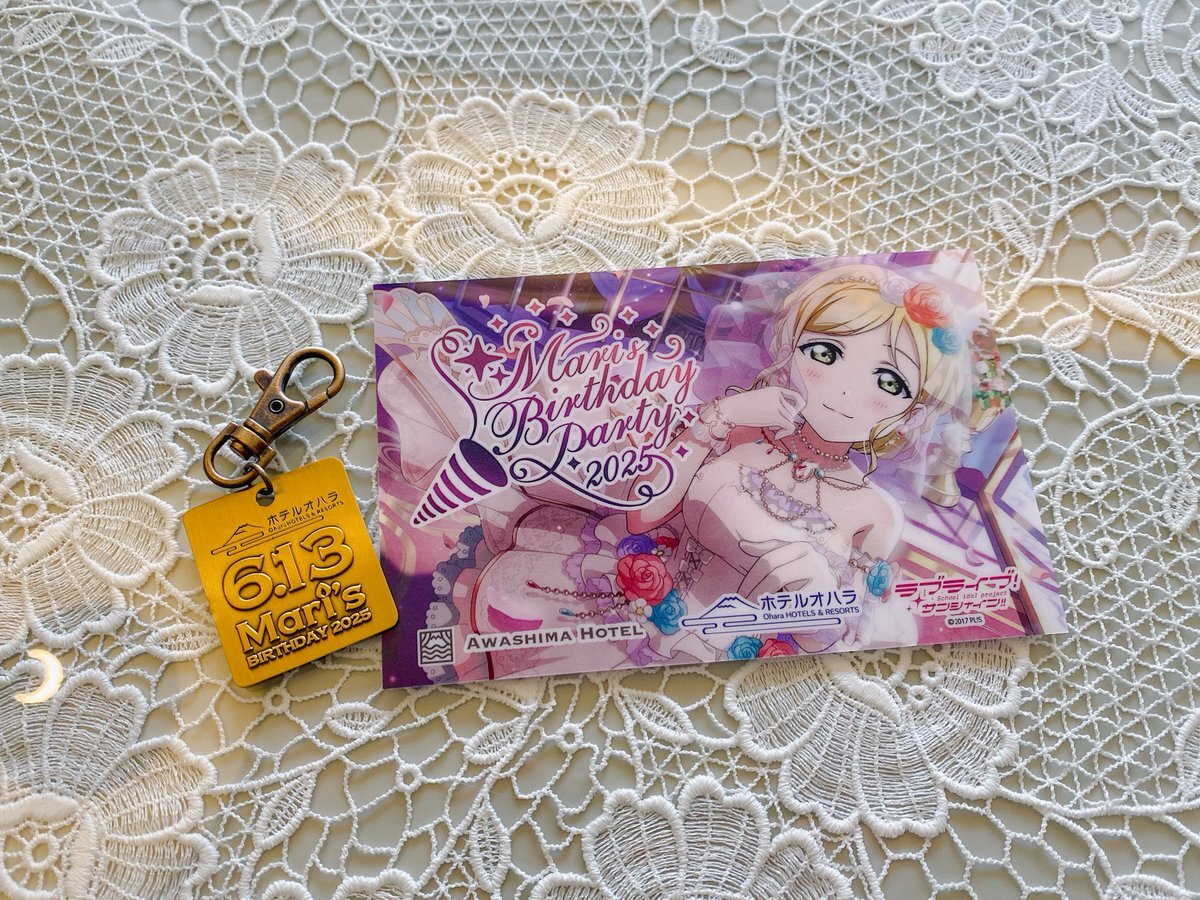 ホテルオハラ
Ohara HOTELS & RESORTS
6.13
Mari's
BIRTHDAY 2025
Mari's
Birthday
Party
2025
AWASHIMA HOTEL
ホテルオハラ
Ohara HOTELS & RESORTS
ラブライブ!
School idol project
サンシャイン!!
©2017 PL!S